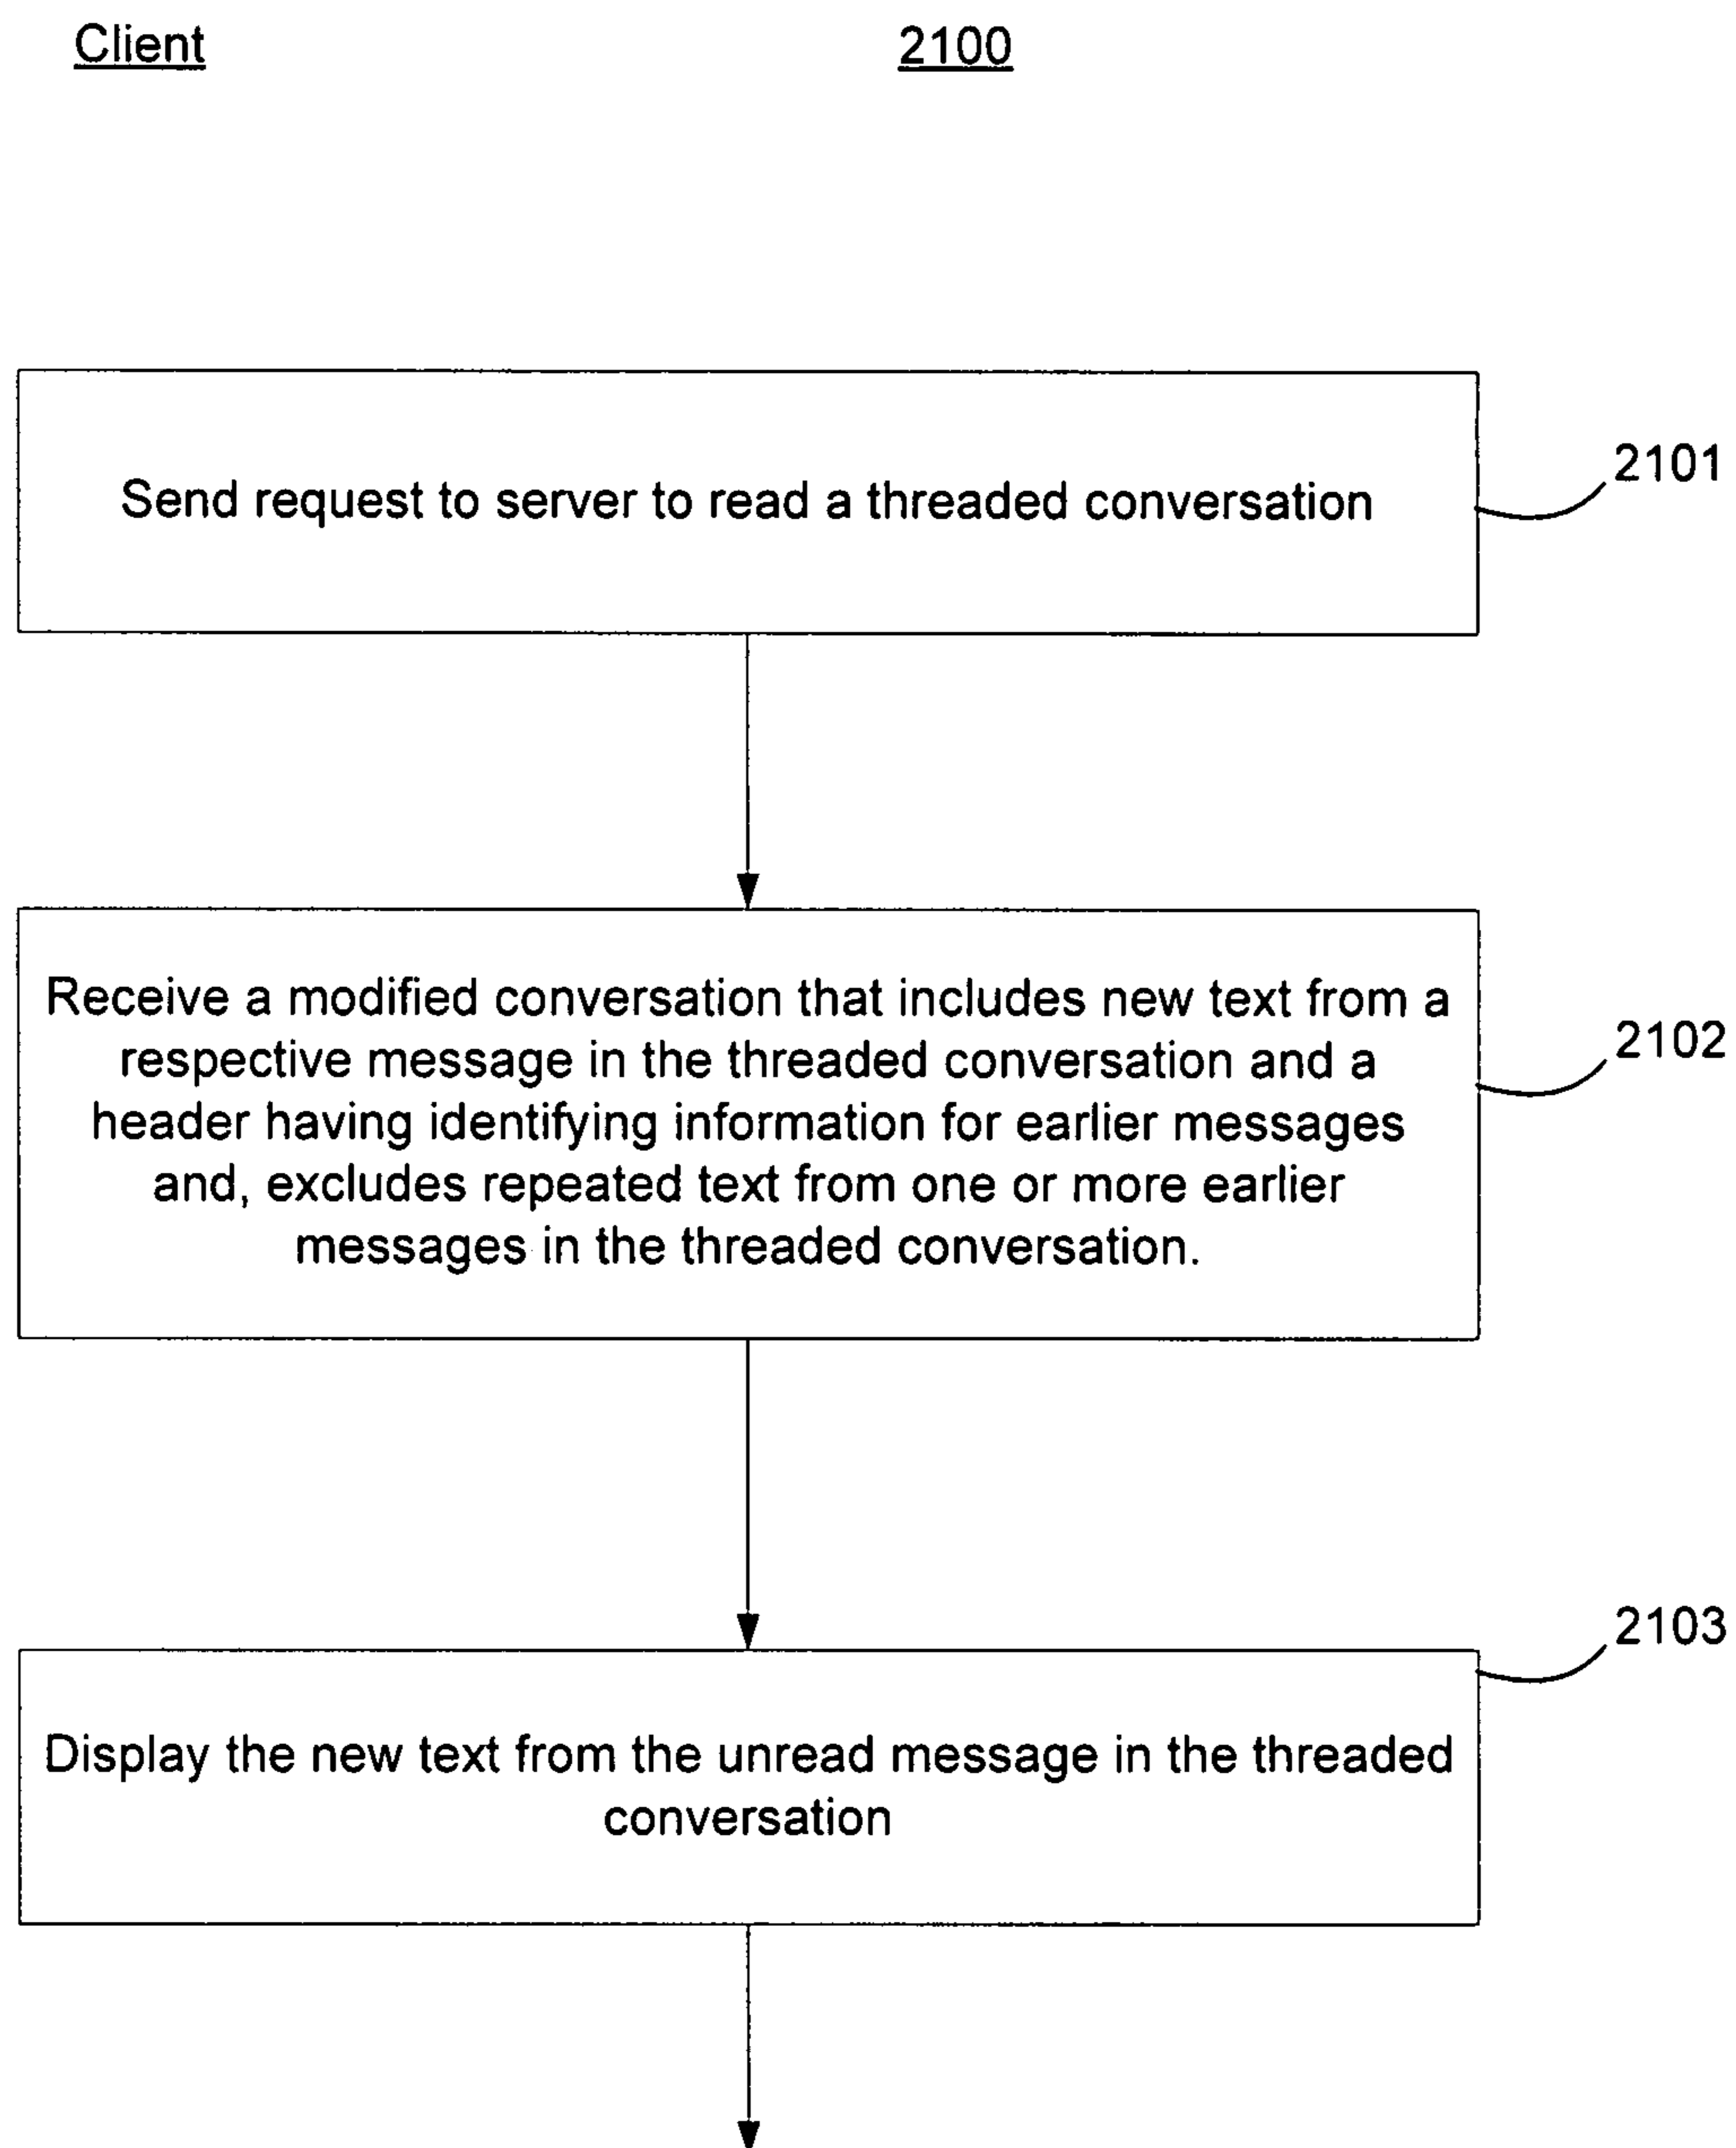 Client 2100
Send request to server to read a threaded conversation
2101
Receive a modified conversation that includes new text from a
respective message in the threaded conversation and a
header having identifying information for earlier messages
and, excludes repeated text from one or more earlier
messages in the threaded conversation.
2102
2103
Display the new text from the unread message in the threaded
conversation